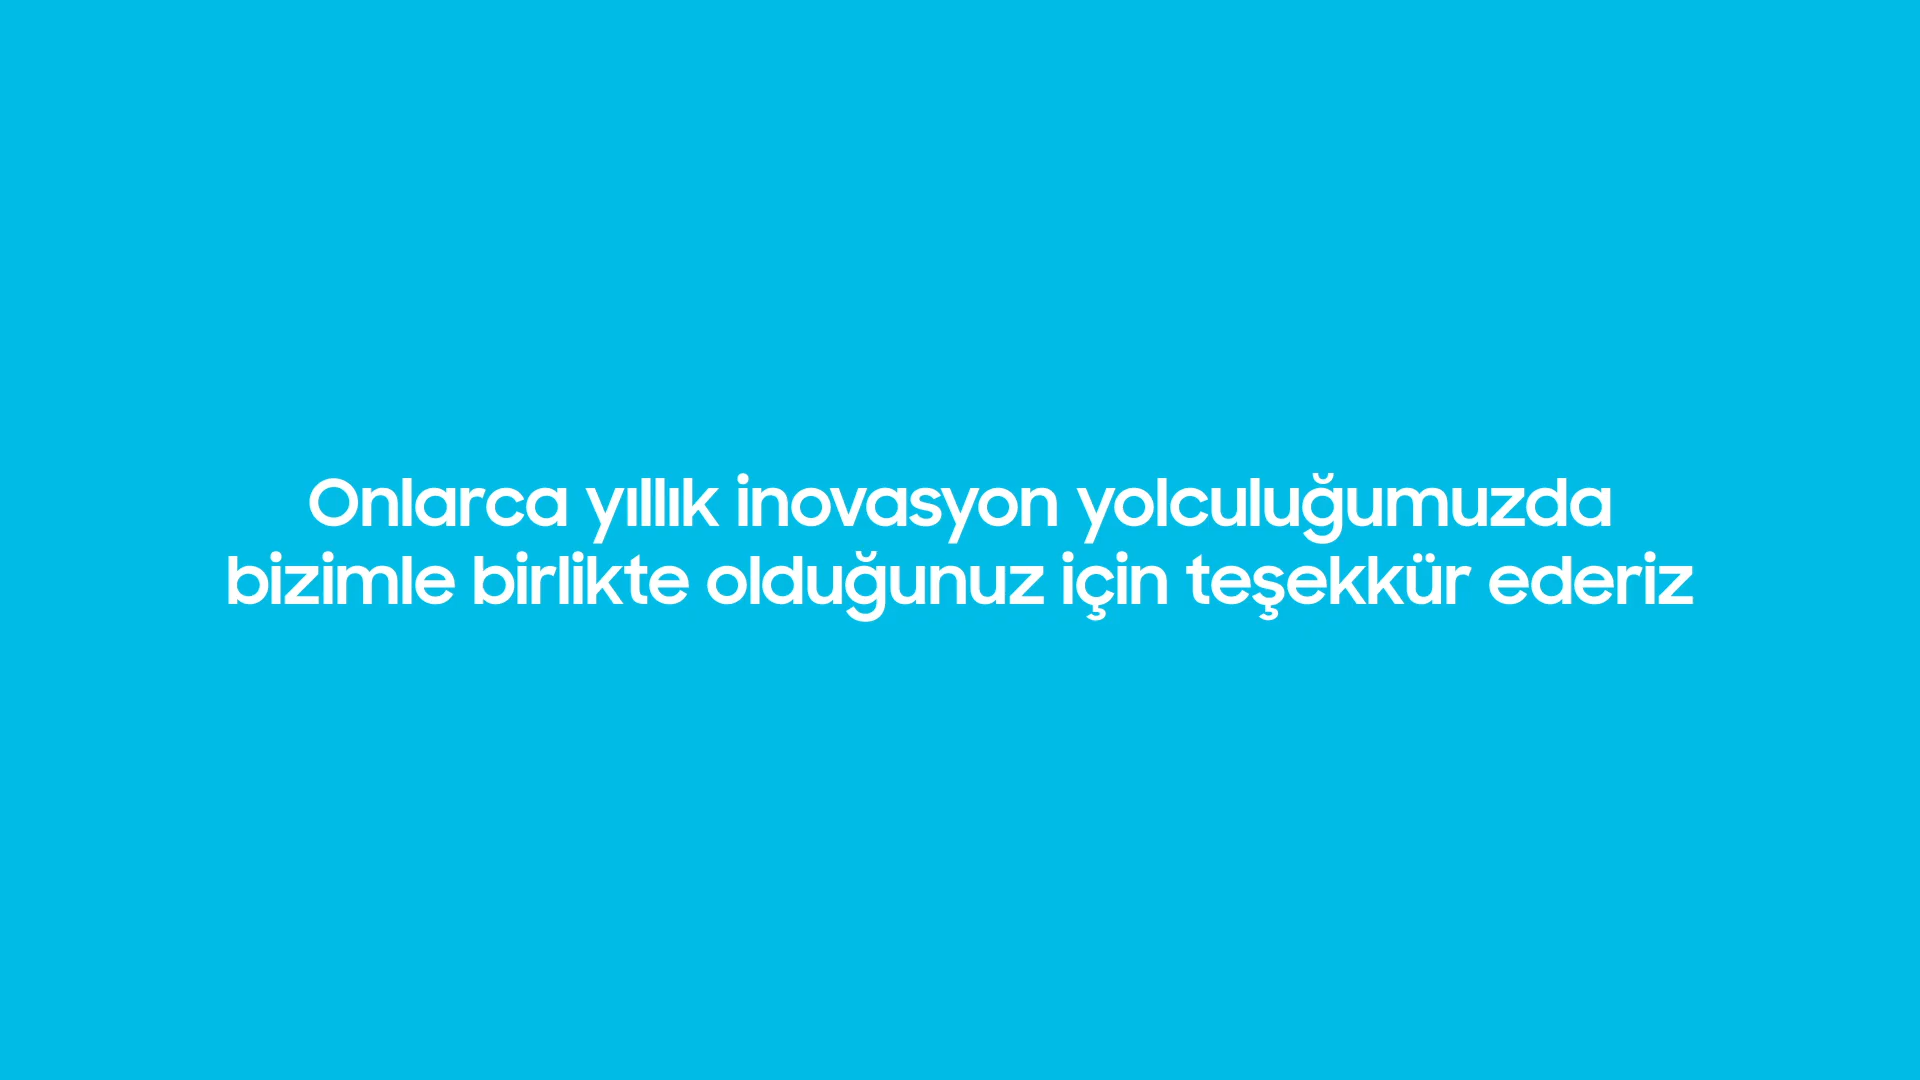 Onlarca yıllık inovasyon yolculuğumuzda
bizimle birlikte olduğunuz için teşekkür ederiz